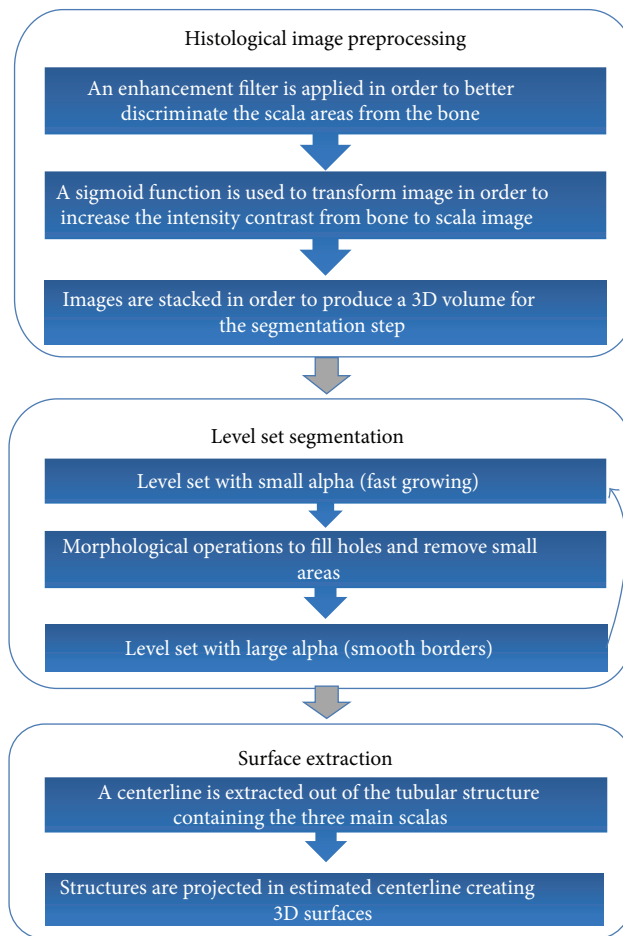 Histological image preprocessing
An enhancement filter is applied in order to better
discriminate the scala areas from the bone
A sigmoid function is used to transform image in order to
increase the intensity contrast from bone to scala image
Images are stacked in order to produce a 3D volume for
the segmentation step
Level set segmentation
Level set with small alpha (fast growing)
Morphological operations to fill holes and remove small
areas
Level set with large alpha (smooth borders)
Surface extraction
A centerline is extracted out of the tubular structure
containing the three main scalas
Structures are projected in estimated centerline creating
3D surfaces